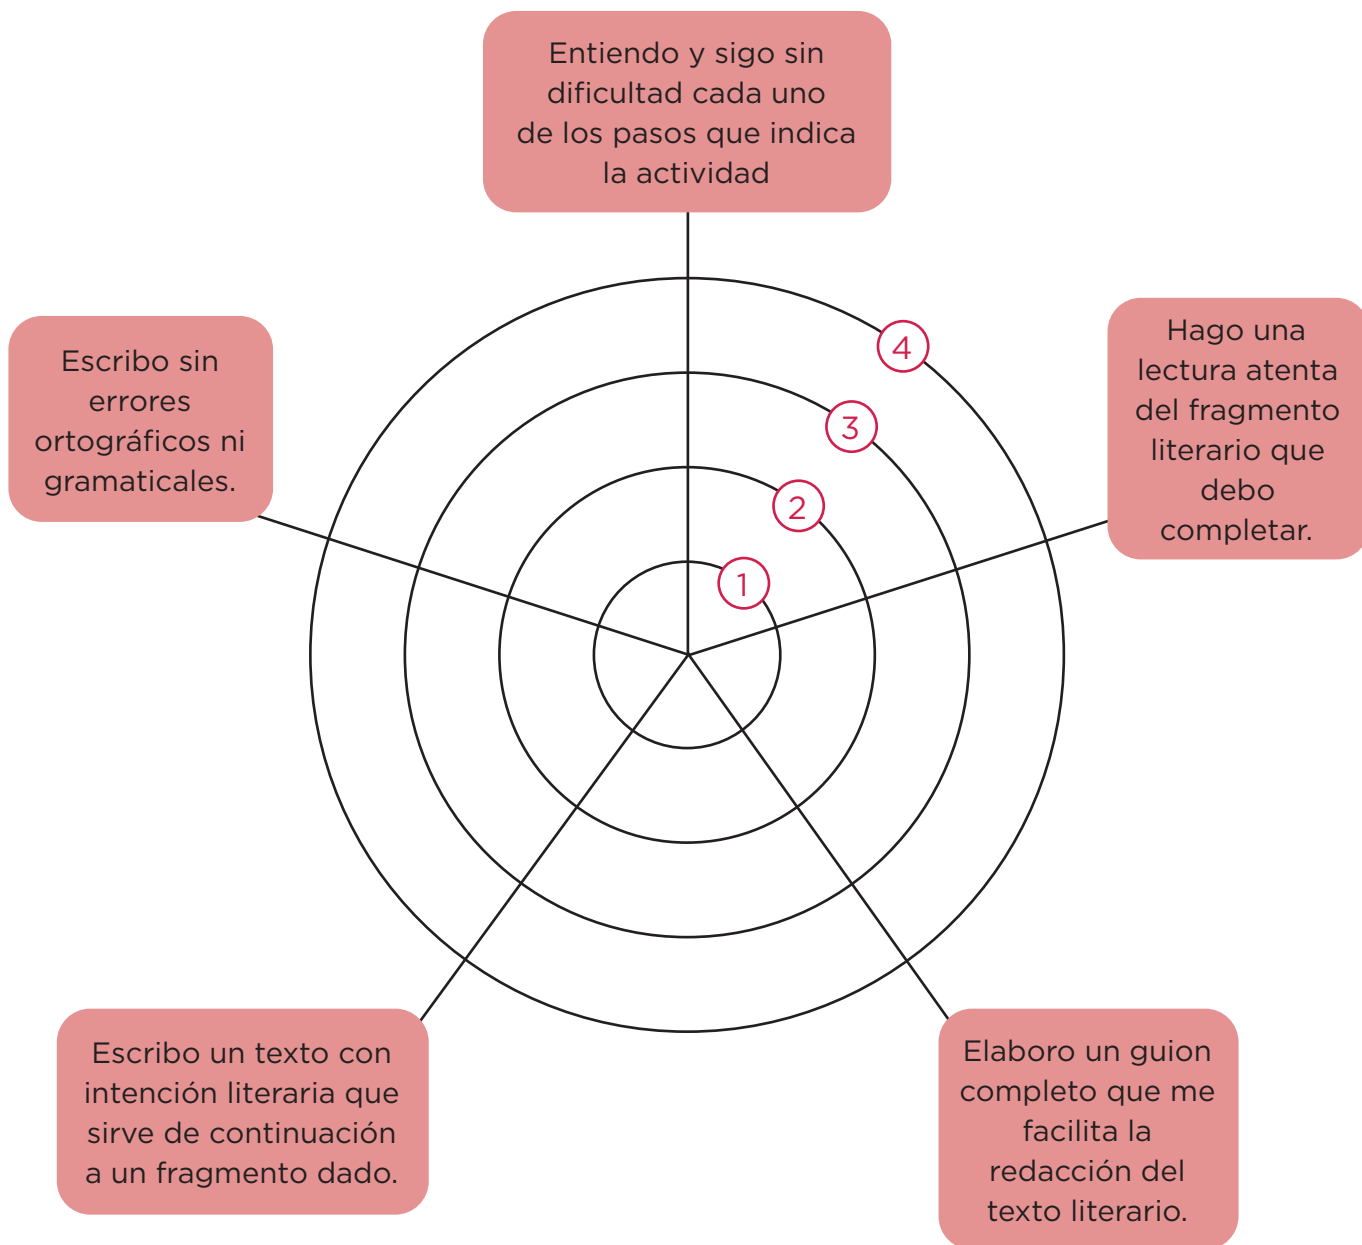 Entiendo y sigo sin
dificultad cada uno
de los pasos que indica
la actividad
Hago una
lectura atenta
del fragmento
literario que
debo
completar.
Escribo sin
errores
ortográficos ni
gramaticales.
4
3
2
1
Escribo un texto con
intención literaria que
sirve de continuación
a un fragmento dado.
Elaboro un guion
completo que me
facilita la
redacción del
texto literario.